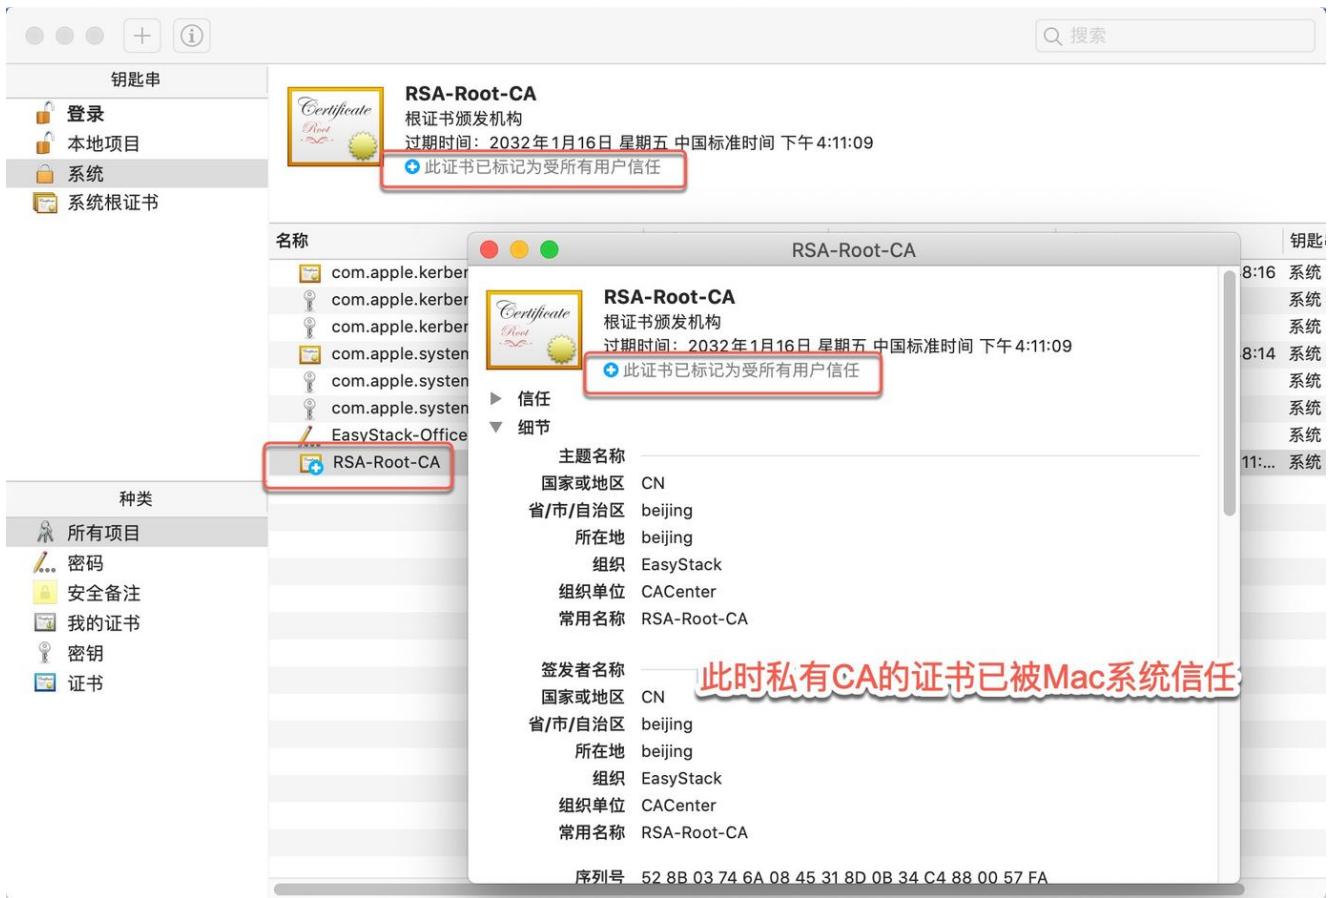 搜索
钥匙串
登录
本地项目
系统
系统根证书
Certificate
Root
RSA-Root-CA
根证书颁发机构
过期时间：2032年1月16日 星期五 中国标准时间 下午4:11:09
此证书已标记为受所有用户信任
名称
钥匙
com.apple.kerber
8:16 系统
com.apple.kerber
系统
com.apple.kerber
系统
com.apple.system
8:14 系统
com.apple.system
系统
com.apple.system
系统
EasyStack-Office
系统
RSA-Root-CA
11:... 系统
种类
所有项目
密码
安全备注
我的证书
密钥
证书
RSA-Root-CA
Certificate
Root
RSA-Root-CA
根证书颁发机构
过期时间：2032年1月16日 星期五 中国标准时间 下午4:11:09
此证书已标记为受所有用户信任
信任
细节
主题名称
国家或地区 CN
省/市/自治区 beijing
所在地 beijing
组织 EasyStack
组织单位 CACenter
常用名称 RSA-Root-CA
签发者名称
此时私有CA的证书已被Mac系统信任
国家或地区 CN
省/市/自治区 beijing
所在地 beijing
组织 EasyStack
组织单位 CACenter
常用名称 RSA-Root-CA
序列号 52 8B 03 74 6A 08 45 31 8D 0B 34 C4 88 00 57 FA